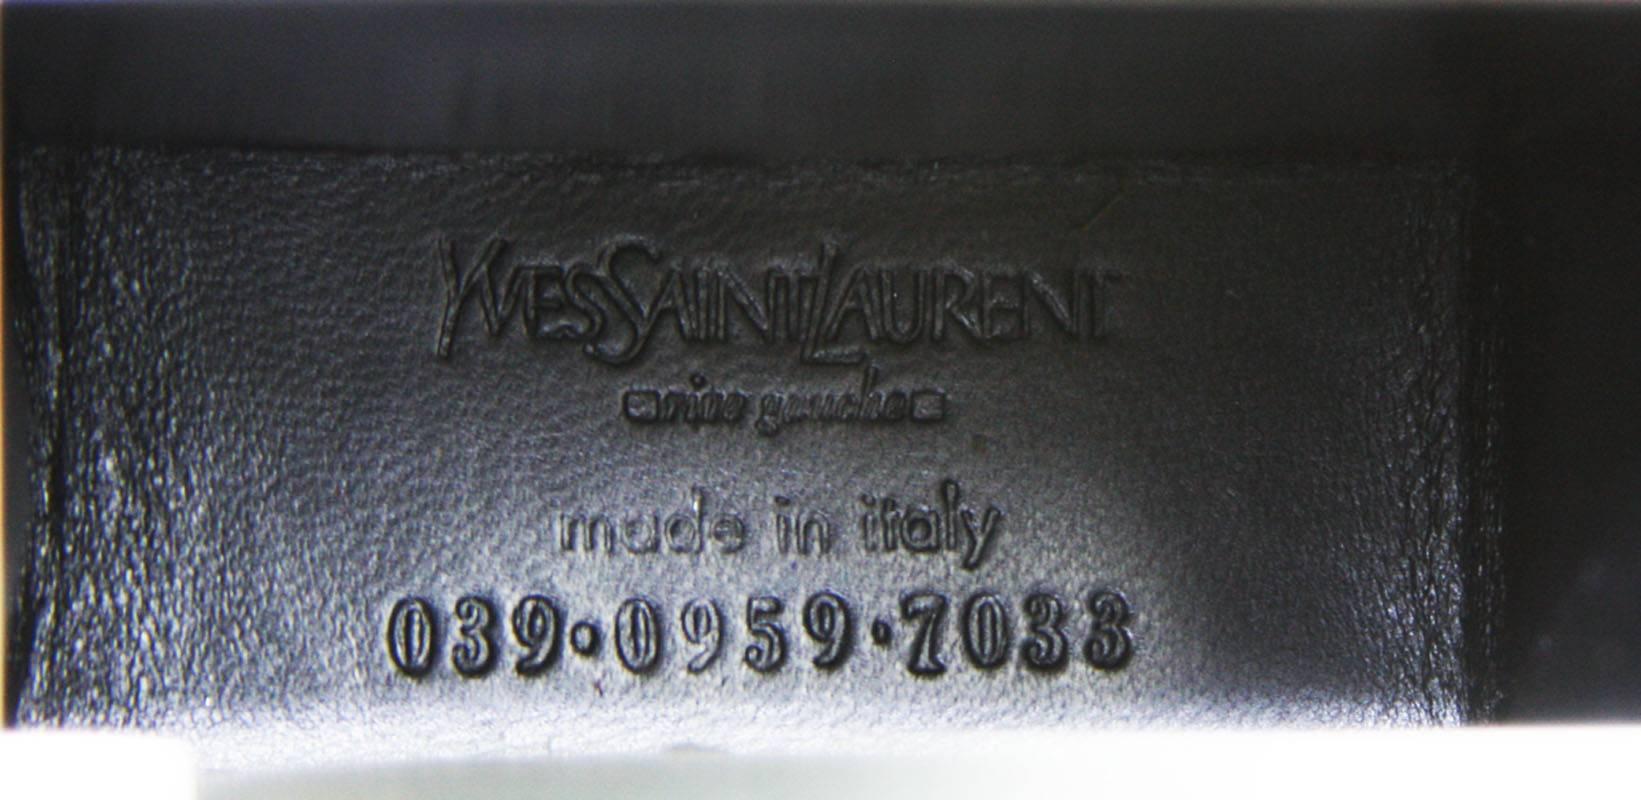 YVESSAINTLAURENT
rive gauche
made in italy
039•0959•7033